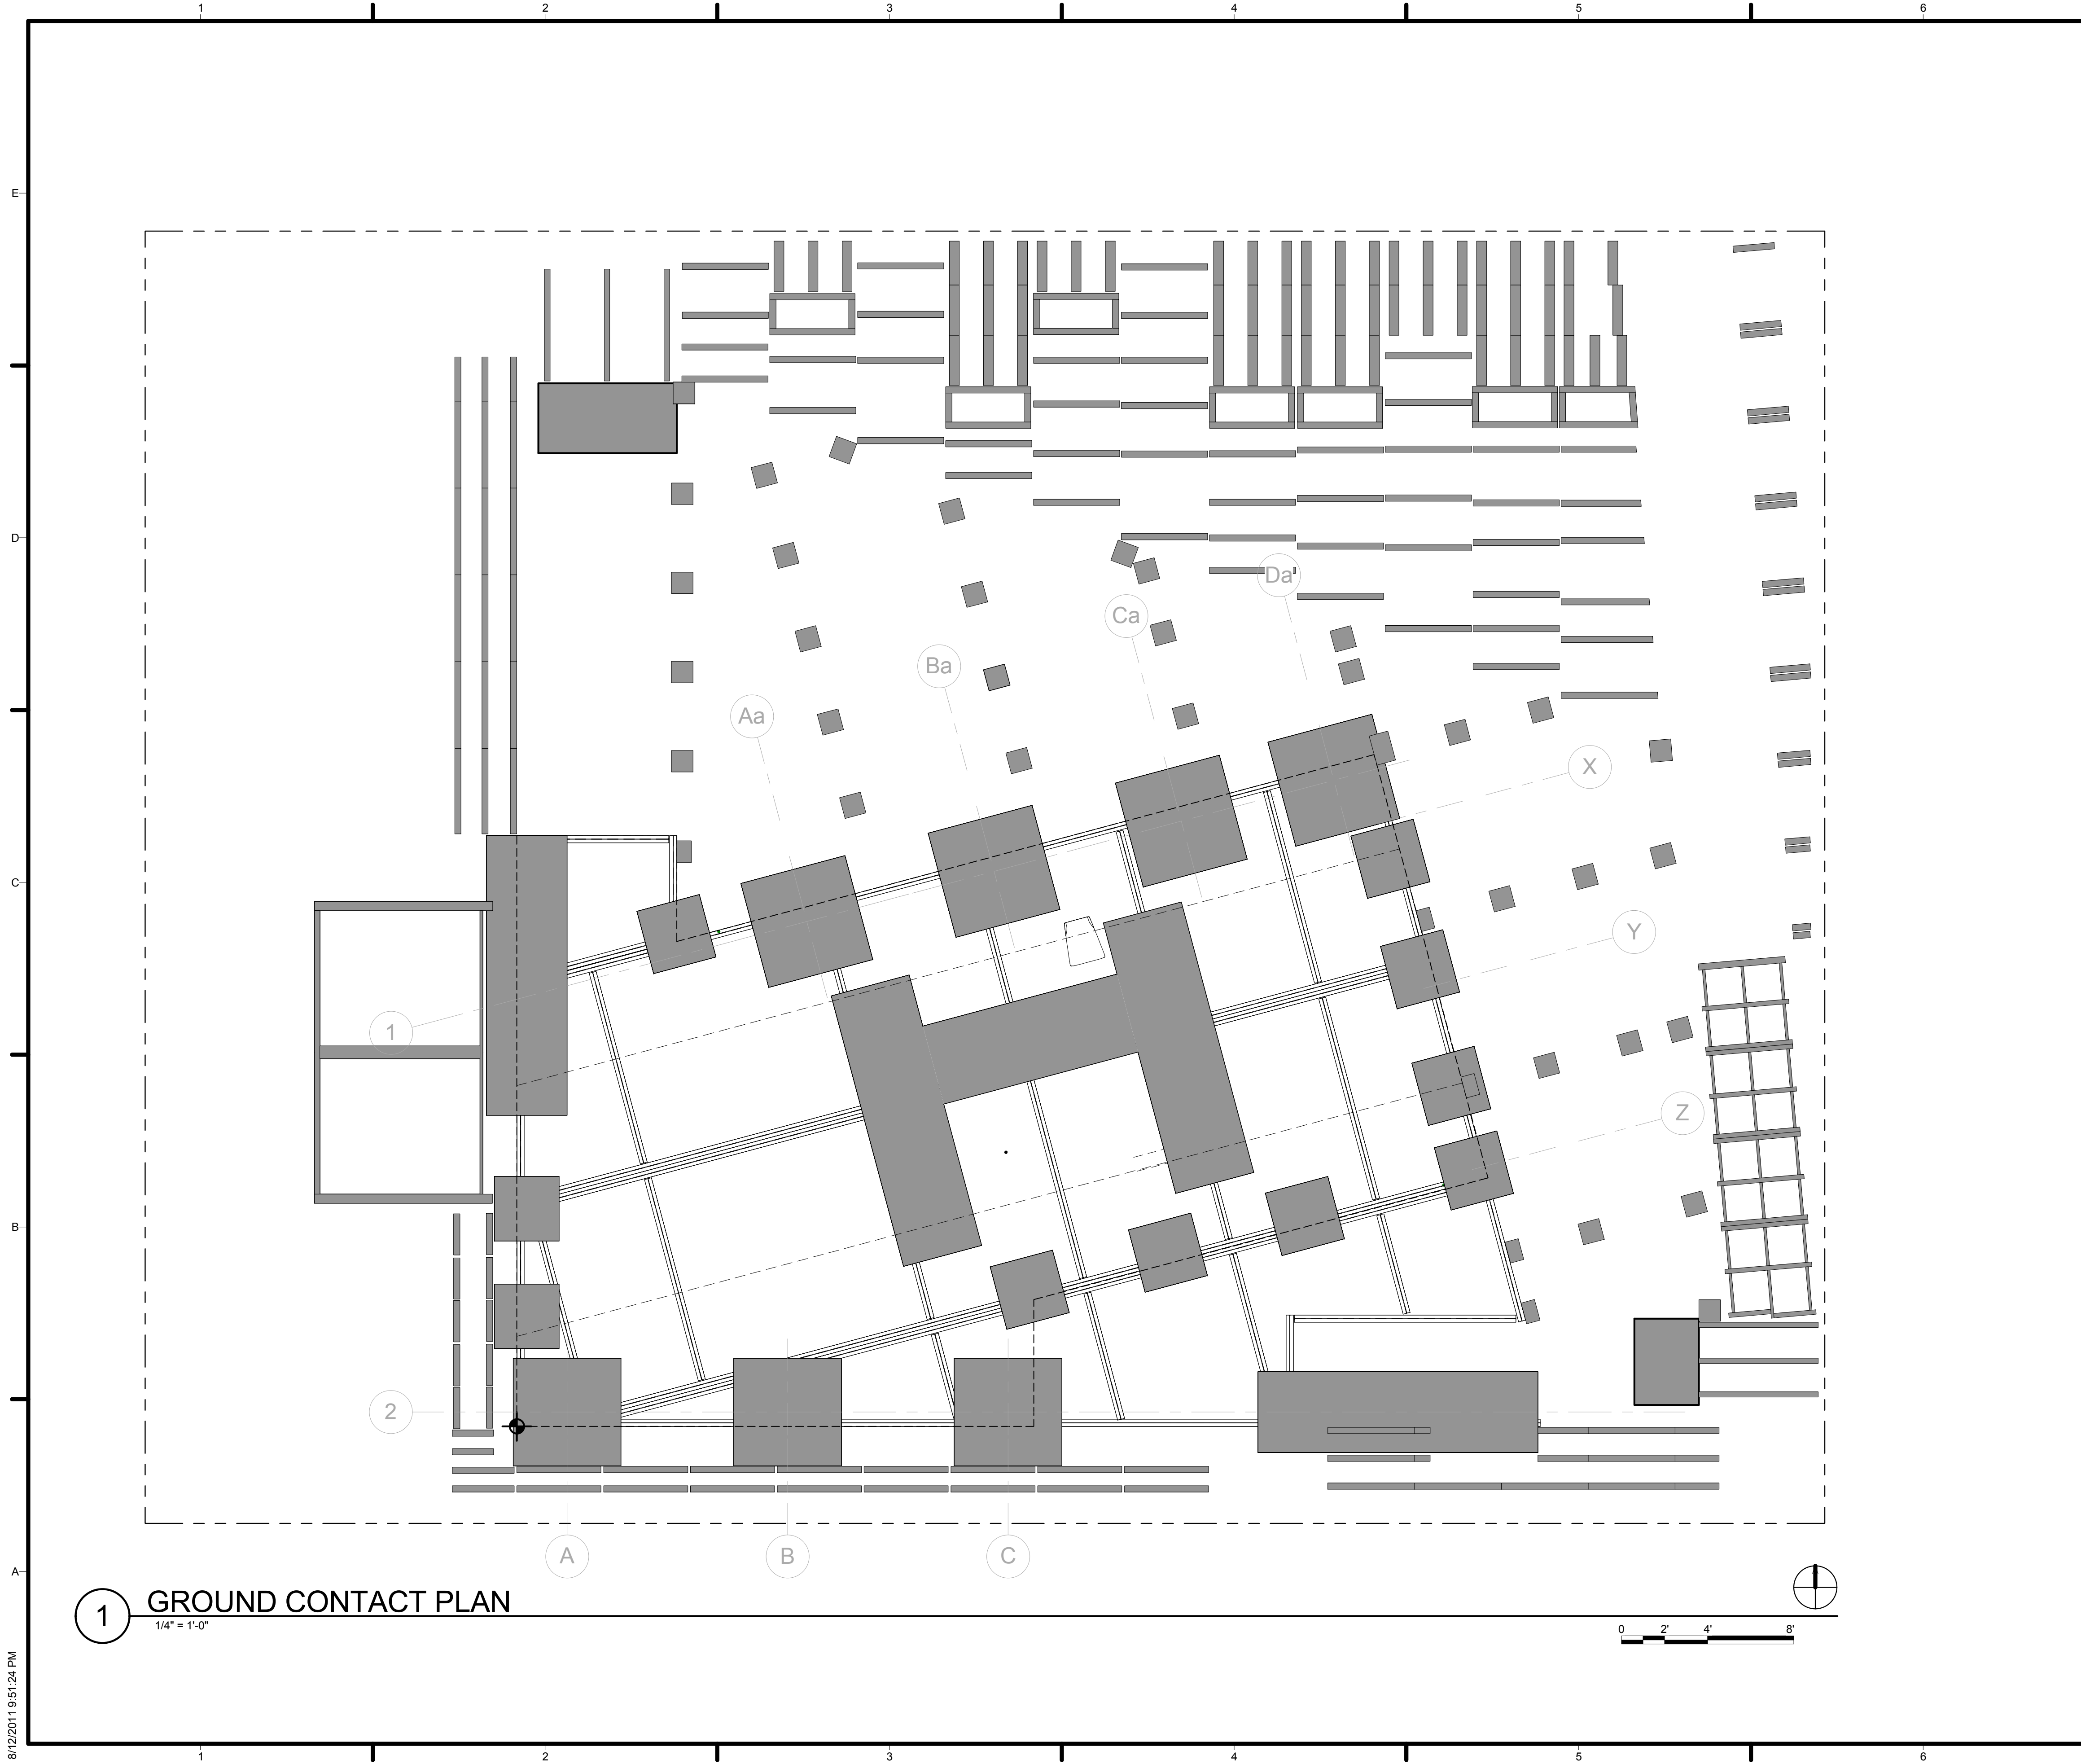 1 2 3 4 5 6
E
D
Da
Ca
Ba
Aa
X
C
Y
1
Z
B
2
A B C
A
1 GROUND CONTACT PLAN
1/4" = 1'-0"
0 2' 4' 8'
8/12/2011 9:51:24 PM
1 2 3 4 5 6